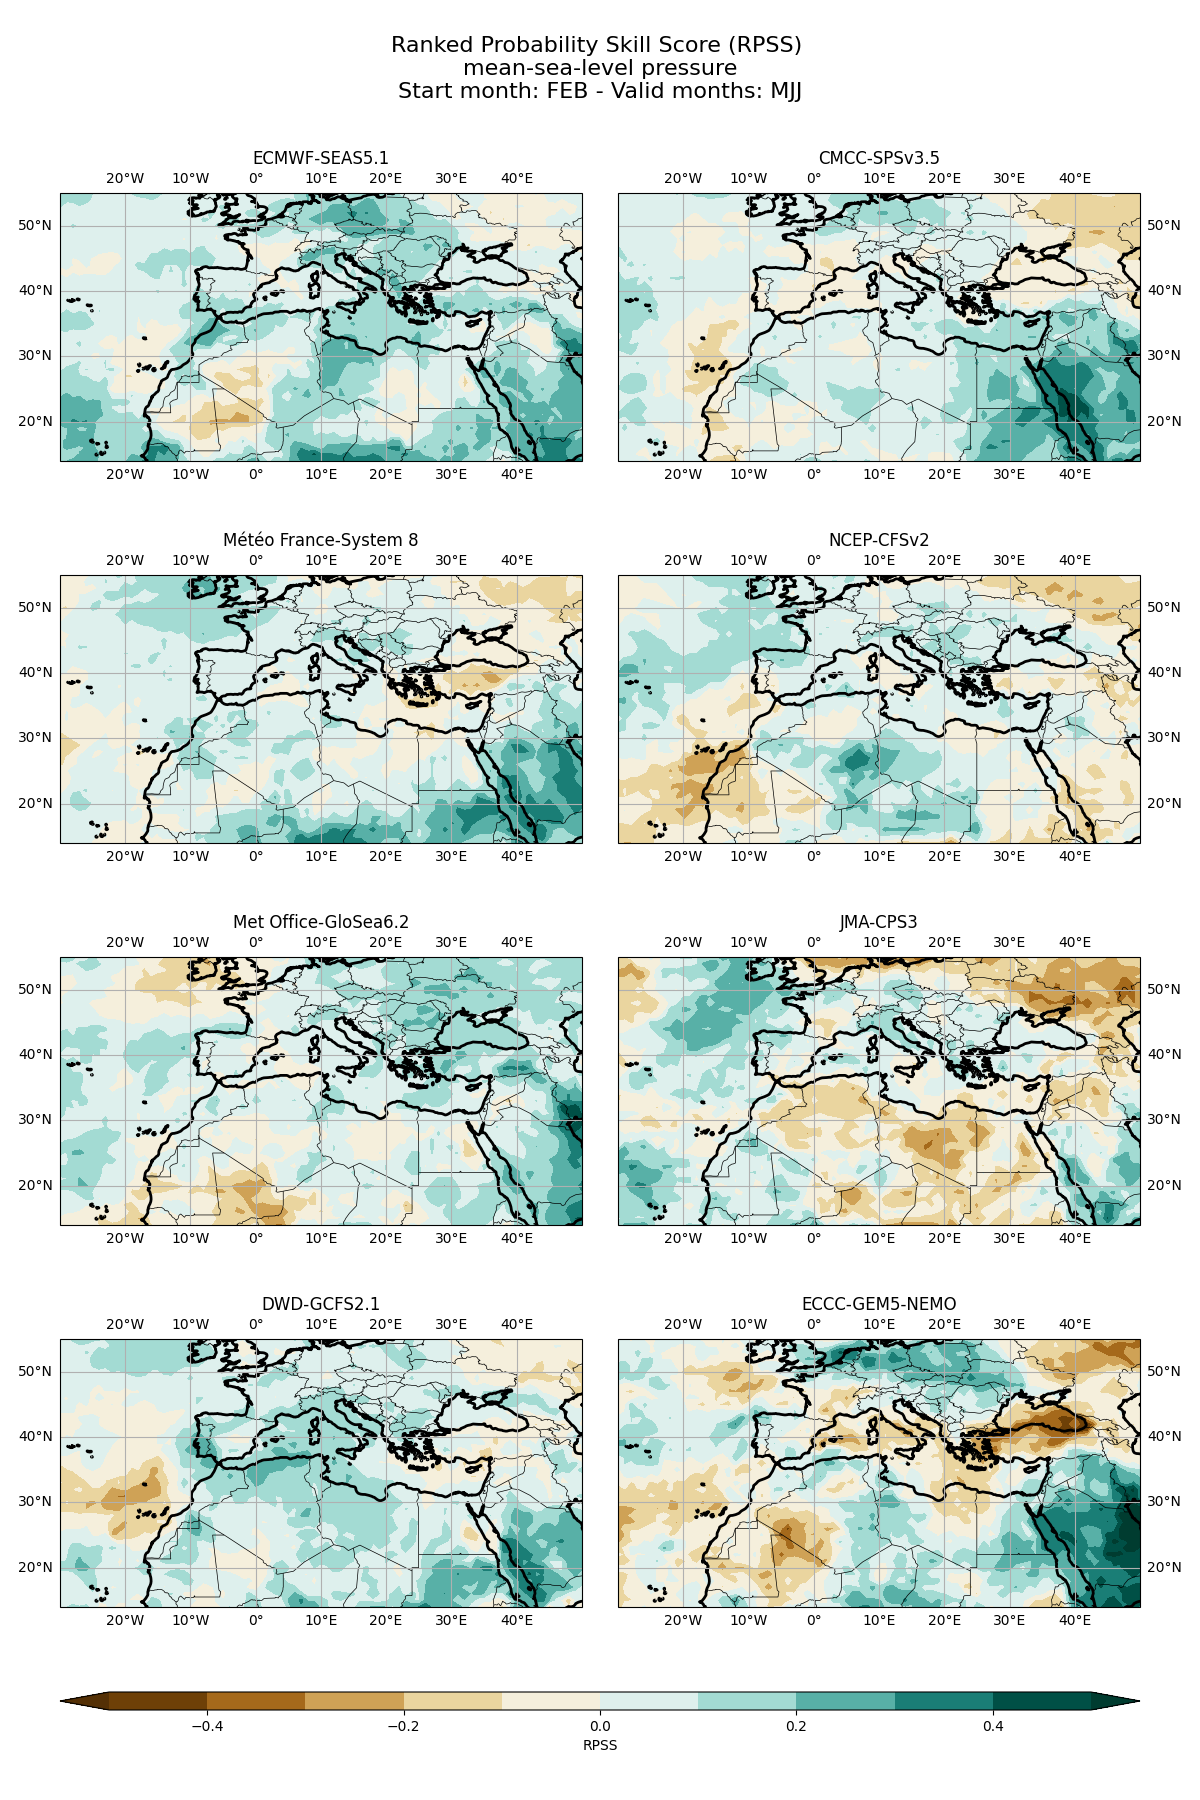 Ranked Probability Skill Score (RPSS)
mean-sea-level pressure
Start month: FEB - Valid months: MJJ
ECMWF-SEAS5.1 CMCC-SPSv3.5
20°W 10°W 0° 10°E 20°E 30°E 40°E 20°W 10°W 0° 10°E 20°E 30°E 40°E
50°N 50°N
40°N 40°N
30°N 30°N
20°N 20°N
20°W 10°W 0° 10°E 20°E 30°E 40°E 20°W 10°W 0° 10°E 20°E 30°E 40°E
Météo France-System 8 NCEP-CFSv2
20°W 10°W 0° 10°E 20°E 30°E 40°E 20°W 10°W 0° 10°E 20°E 30°E 40°E
50°N 50°N
40°N 40°N
30°N 30°N
20°N 20°N
20°W 10°W 0° 10°E 20°E 30°E 40°E 20°W 10°W 0° 10°E 20°E 30°E 40°E
Met Office-GloSea6.2 JMA-CPS3
20°W 10°W 0° 10°E 20°E 30°E 40°E 20°W 10°W 0° 10°E 20°E 30°E 40°E
50°N 50°N
40°N 40°N
30°N 30°N
20°N 20°N
20°W 10°W 0° 10°E 20°E 30°E 40°E 20°W 10°W 0° 10°E 20°E 30°E 40°E
DWD-GCFS2.1 ECCC-GEM5-NEMO
20°W 10°W 0° 10°E 20°E 30°E 40°E 20°W 10°W 0° 10°E 20°E 30°E 40°E
50°N 50°N
40°N 40°N
30°N 30°N
20°N 20°N
20°W 10°W 0° 10°E 20°E 30°E 40°E 20°W 10°W 0° 10°E 20°E 30°E 40°E
−0.4 −0.2 0.0 0.2 0.4
RPSS